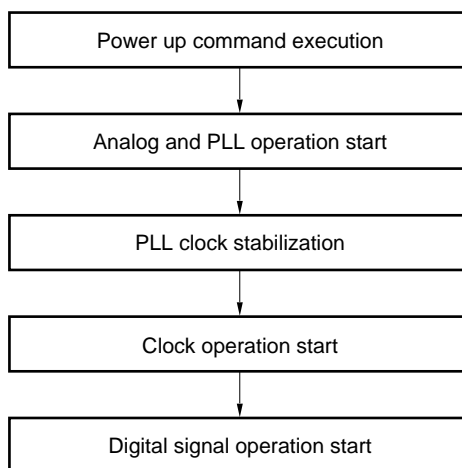 Power up command execution
Analog and PLL operation start
PLL clock stabilization
Clock operation start
Digital signal operation start